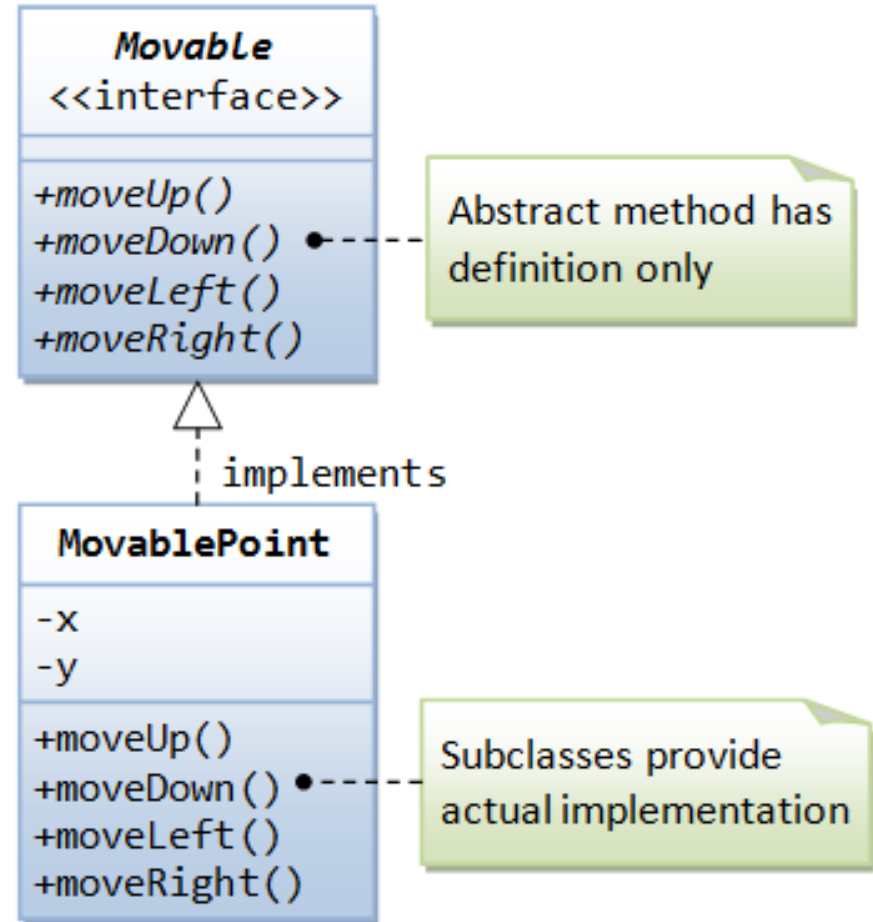 Movable
<<interface>>
+moveUp()
+moveDown()
+moveLeft()
+moveRight()
Abstract method has
definition only
implements
MovablePoint
-x
-y
+moveUp()
+moveDown()
+moveLeft()
+moveRight()
Subclasses provide
actual implementation